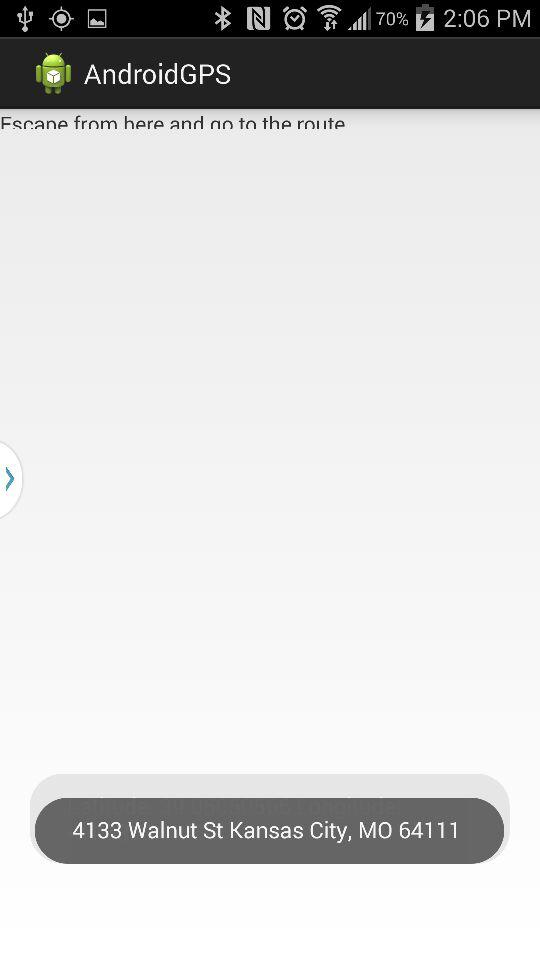 70% 2:06 PM
AndroidGPS
Escape from here and go to the route
4133 Walnut St Kansas City, MO 64111